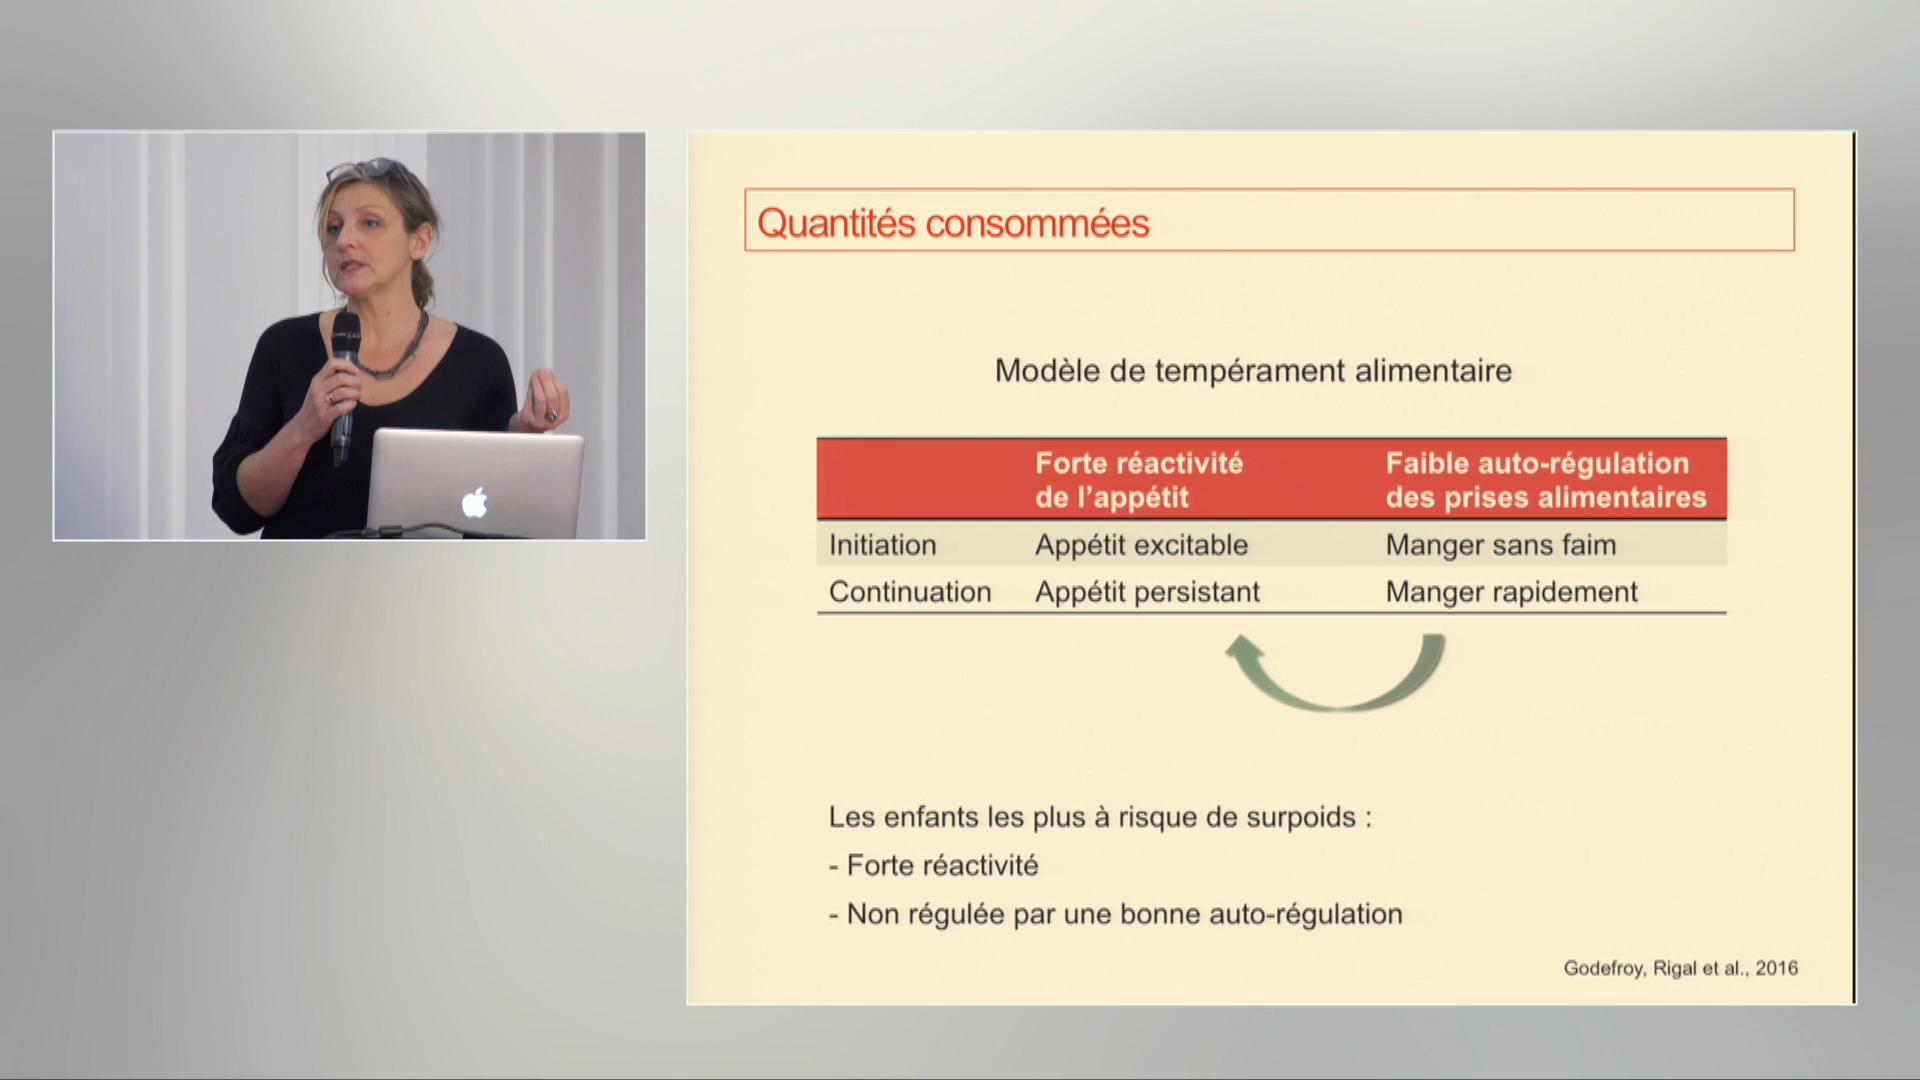 Quantités consommées
Modèle de tempérament alimentaire
Forte réactivité
de l'appétit
Faible auto-régulation
des prises alimentaires
Initiation Appétit excitable Manger sans faim
Continuation Appétit persistant Manger rapidement
Les enfants les plus à risque de surpoids :
- Forte réactivité
- Non régulée par une bonne auto-régulation
Godefroy, Rigal et al., 2016